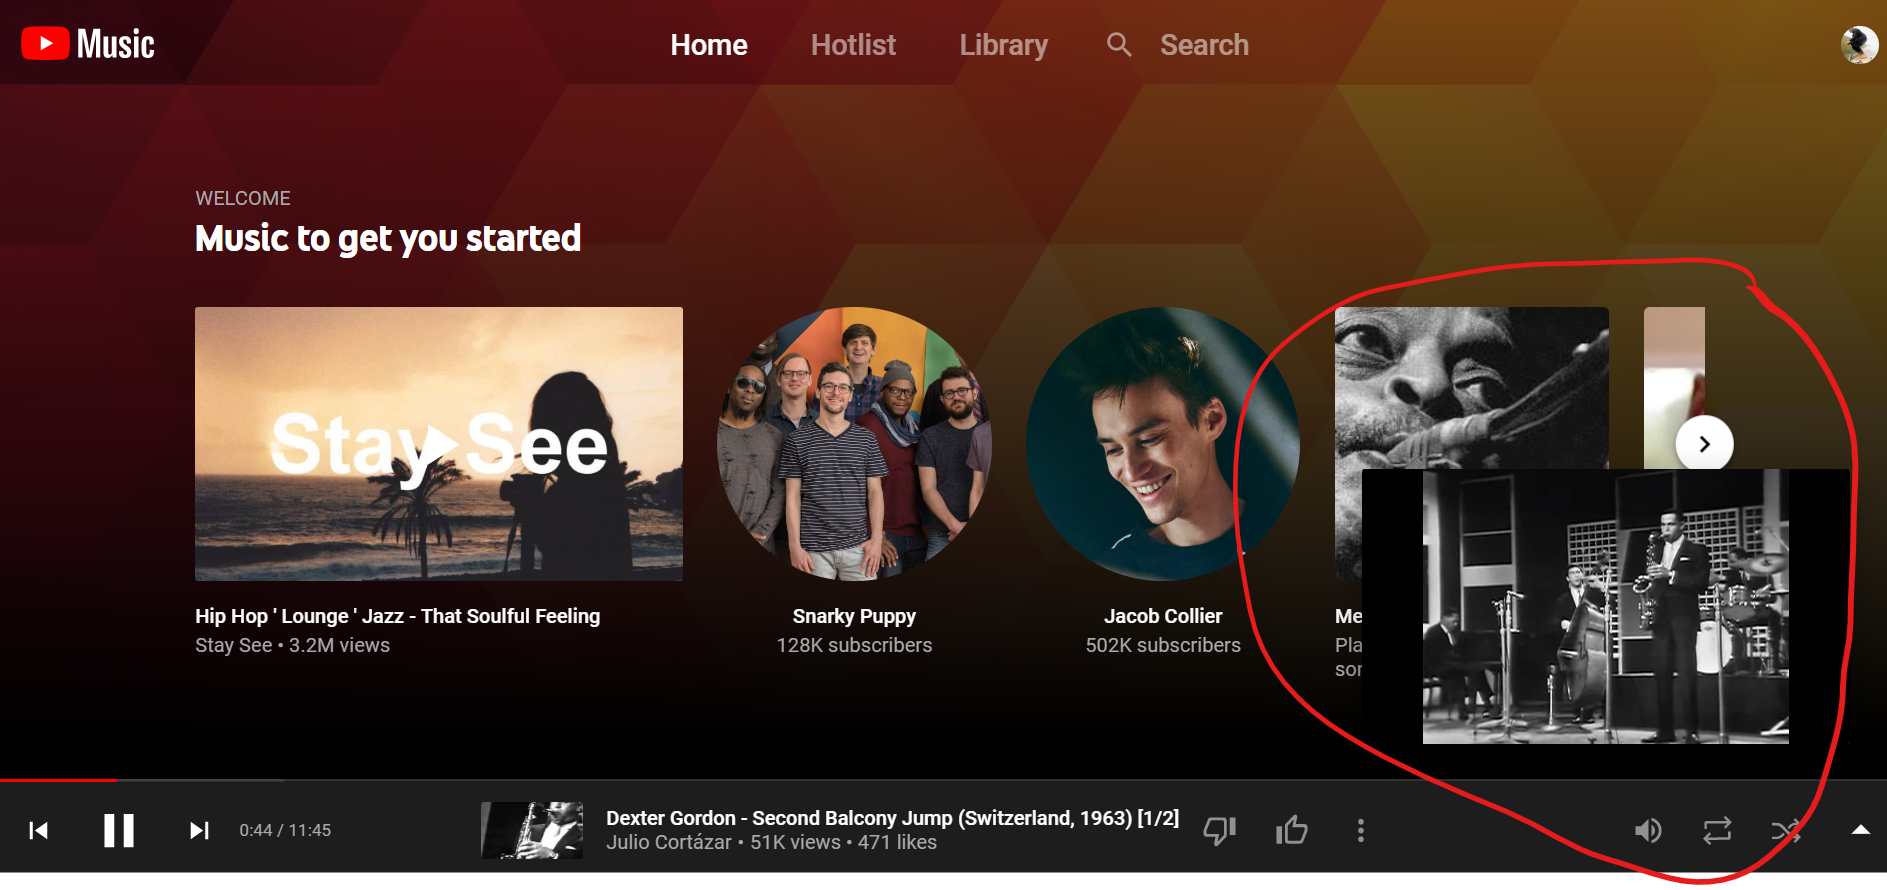 Music
Home
Hotlist
Library
Search
WELCOME
Music to get you started
Stay See
Hip Hop ' Lounge ' Jazz - That Soulful Feeling
Stay See • 3.2M views
Snarky Puppy
128K subscribers
Jacob Collier
502K subscribers
Me
Pla
sor
0:44 / 11:45
Dexter Gordon - Second Balcony Jump (Switzerland, 1963) [1/2]
Julio Cortázar • 51K views • 471 likes